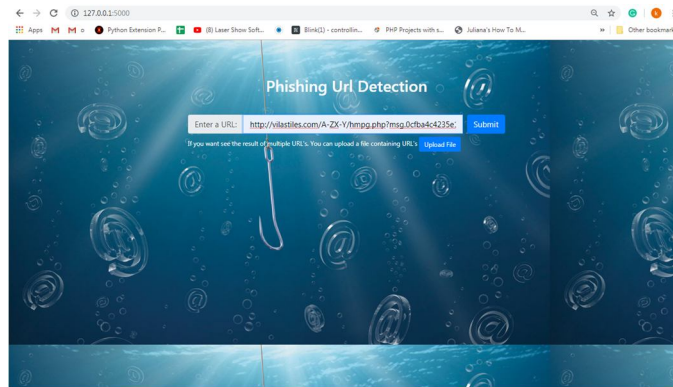 127.0.0.1:5000
Apps M M o Python Extension P... (8) Laser Show Soft... Blink(1) - controllin... PHP Projects with s... Juliana's How To M... » Other bookmark
Phishing Url Detection
Enter a URL: http://vilastiles.com/A-ZX-Y/hmpg.php?msg.0cfba4c4235e: Submit
If you want see the result of multiple URL's. You can upload a file containing URL's Upload File